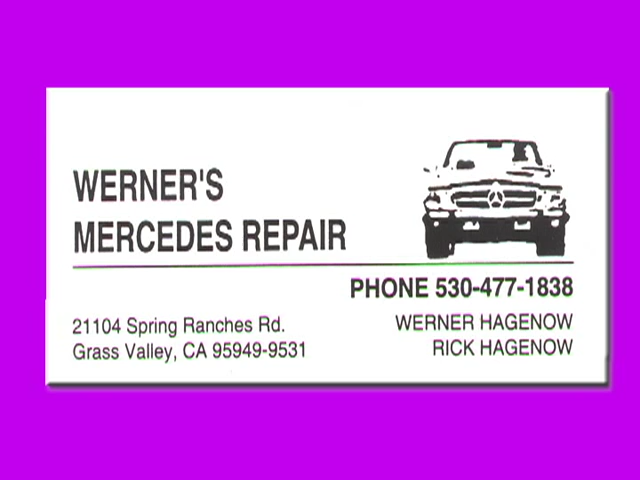 WERNER'S
MERCEDES REPAIR
PHONE 530-477-1838
21104 Spring Ranches Rd.
Grass Valley, CA 95949-9531
WERNER HAGENOW
RICK HAGENOW